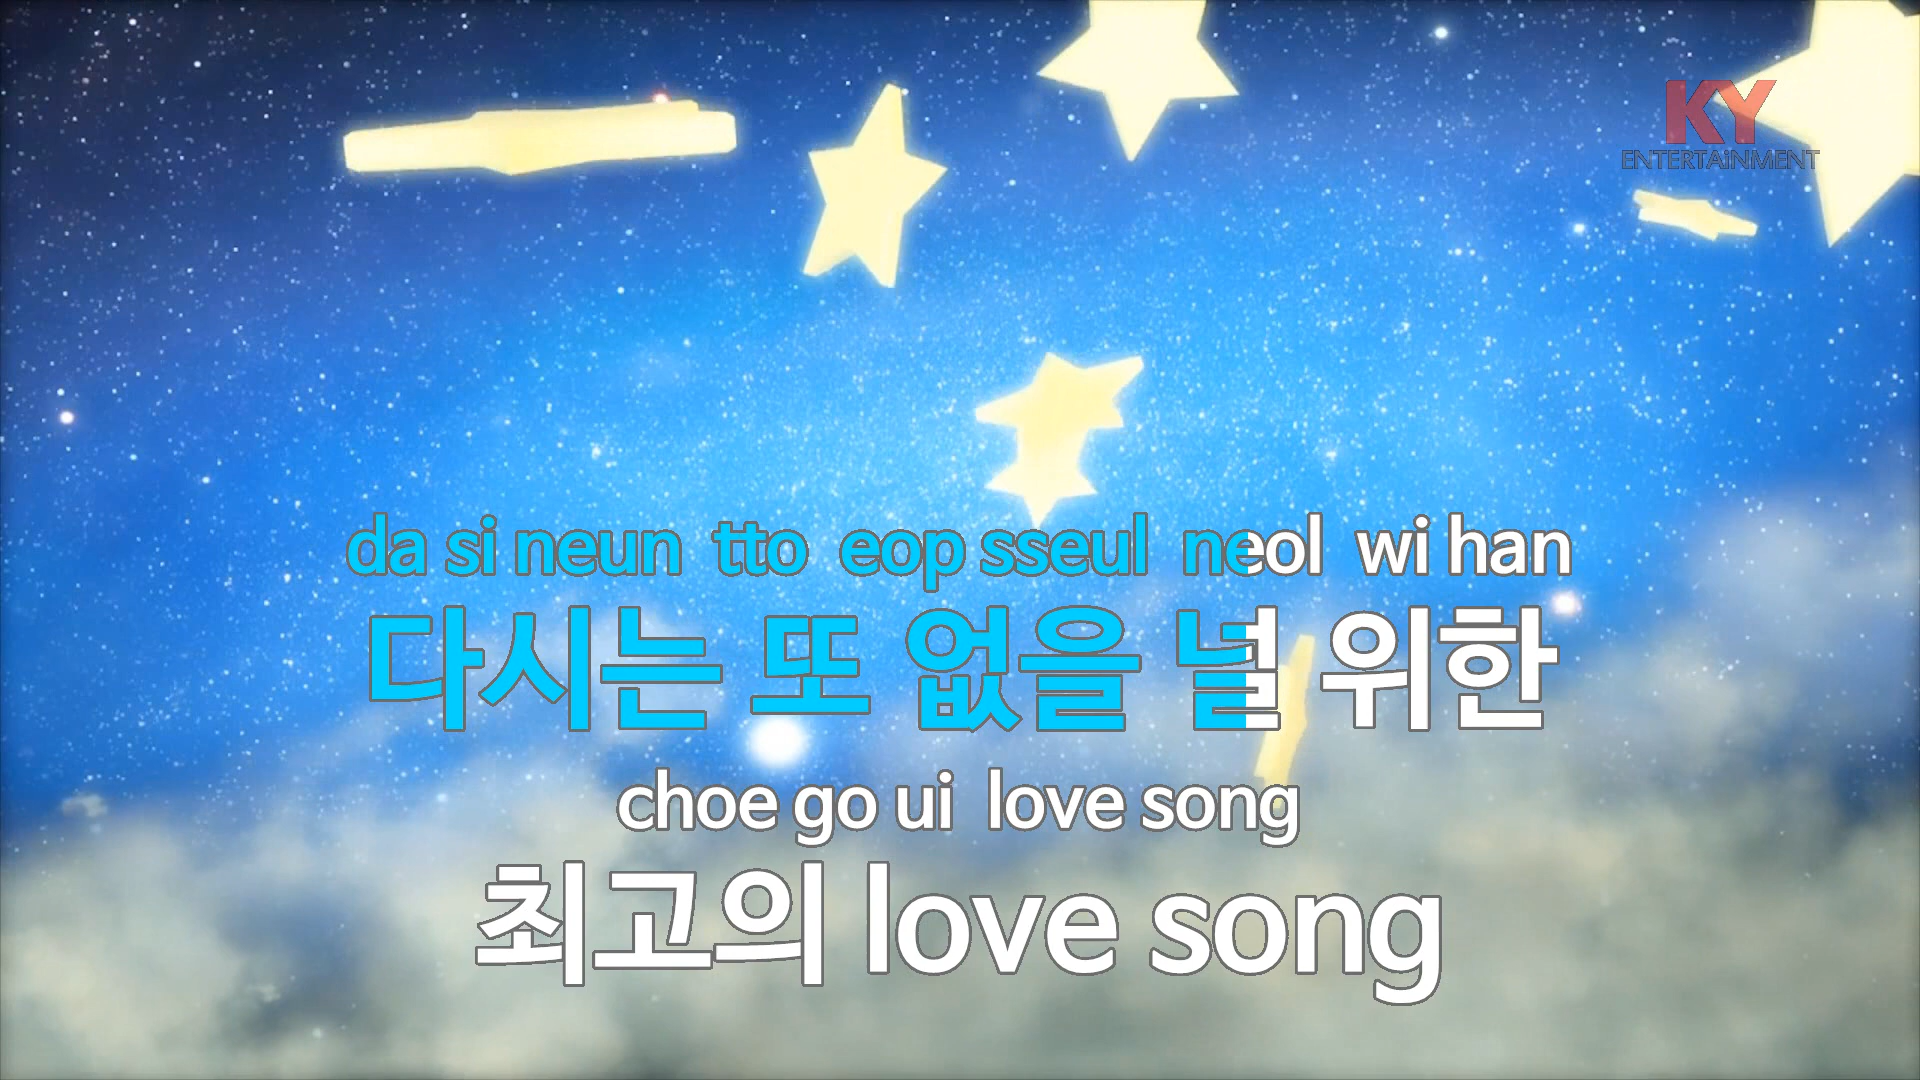 KY
ENTERTAiNMENT
da si neun tto eop sseul neol wi han
다시는 또 없을 널 위한
choe go ui love song
최고의 love song